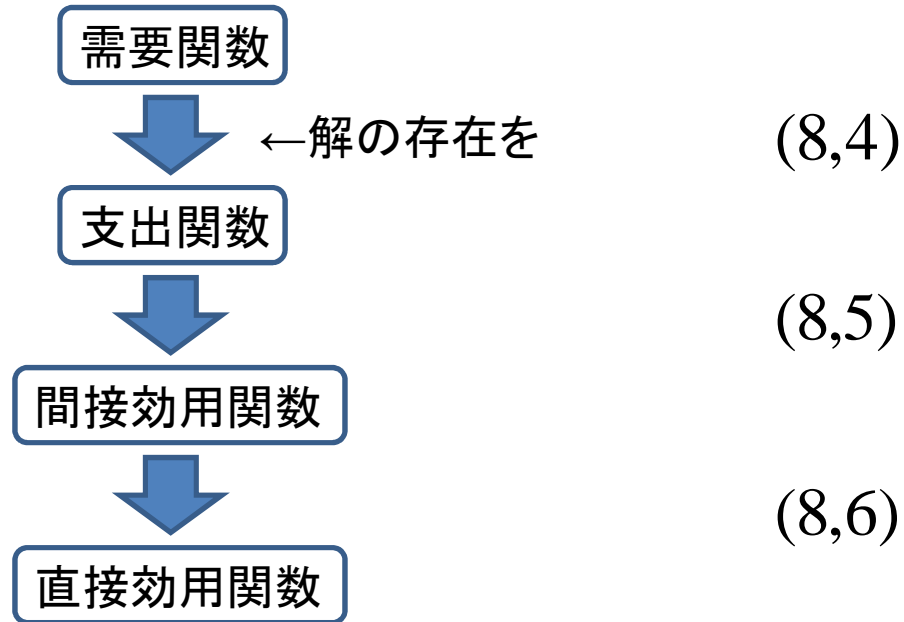 需要関数
←解の存在を (8,4)
支出関数
(8,5)
間接効用関数
(8,6)
直接効用関数